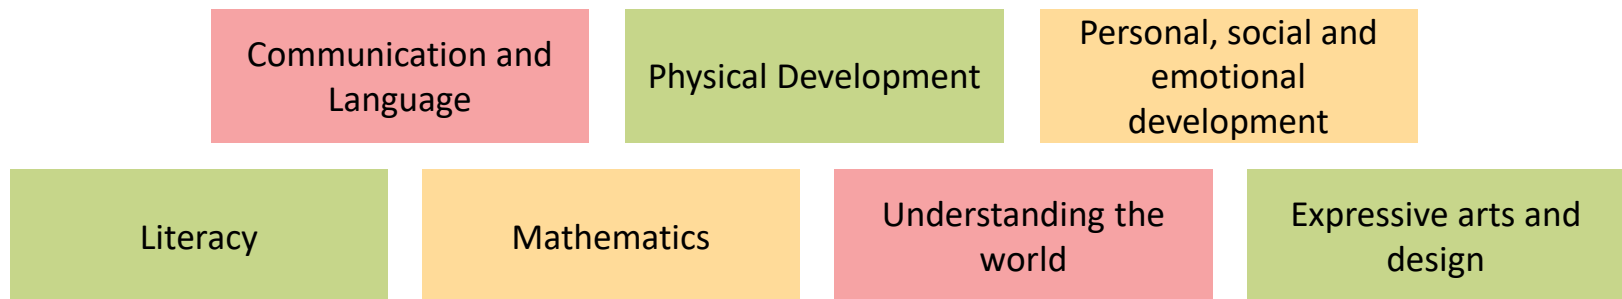 Communication and
Language
Physical Development
Personal, social and
emotional
development
Literacy
Mathematics
Understanding the
world
Expressive arts and
design